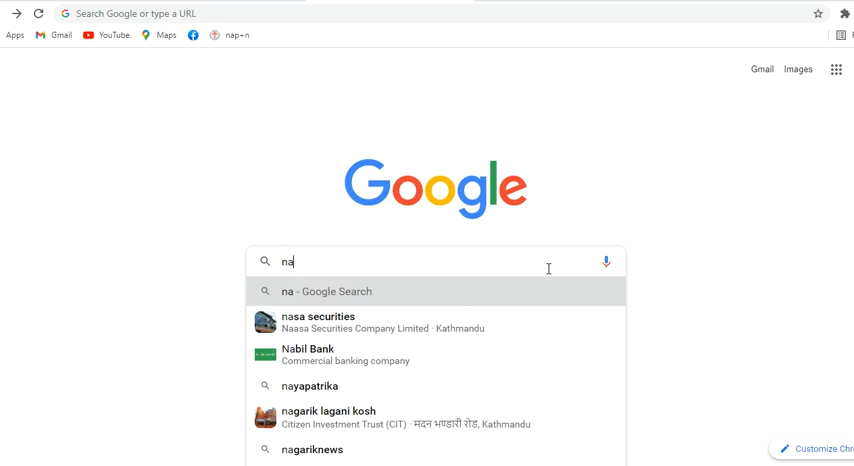 Search Google or type a URL
Apps Gmail YouTube Maps nap+n
Gmail Images
Google
na
na - Google Search
nasa securities
Naasa Securities Company Limited · Kathmandu
Nabil Bank
Commercial banking company
nayapatrika
nagarik lagani kosh
Citizen Investment Trust (CIT) · मदन भण्डारी रोड, Kathmandu
nagariknews
Customize Chr